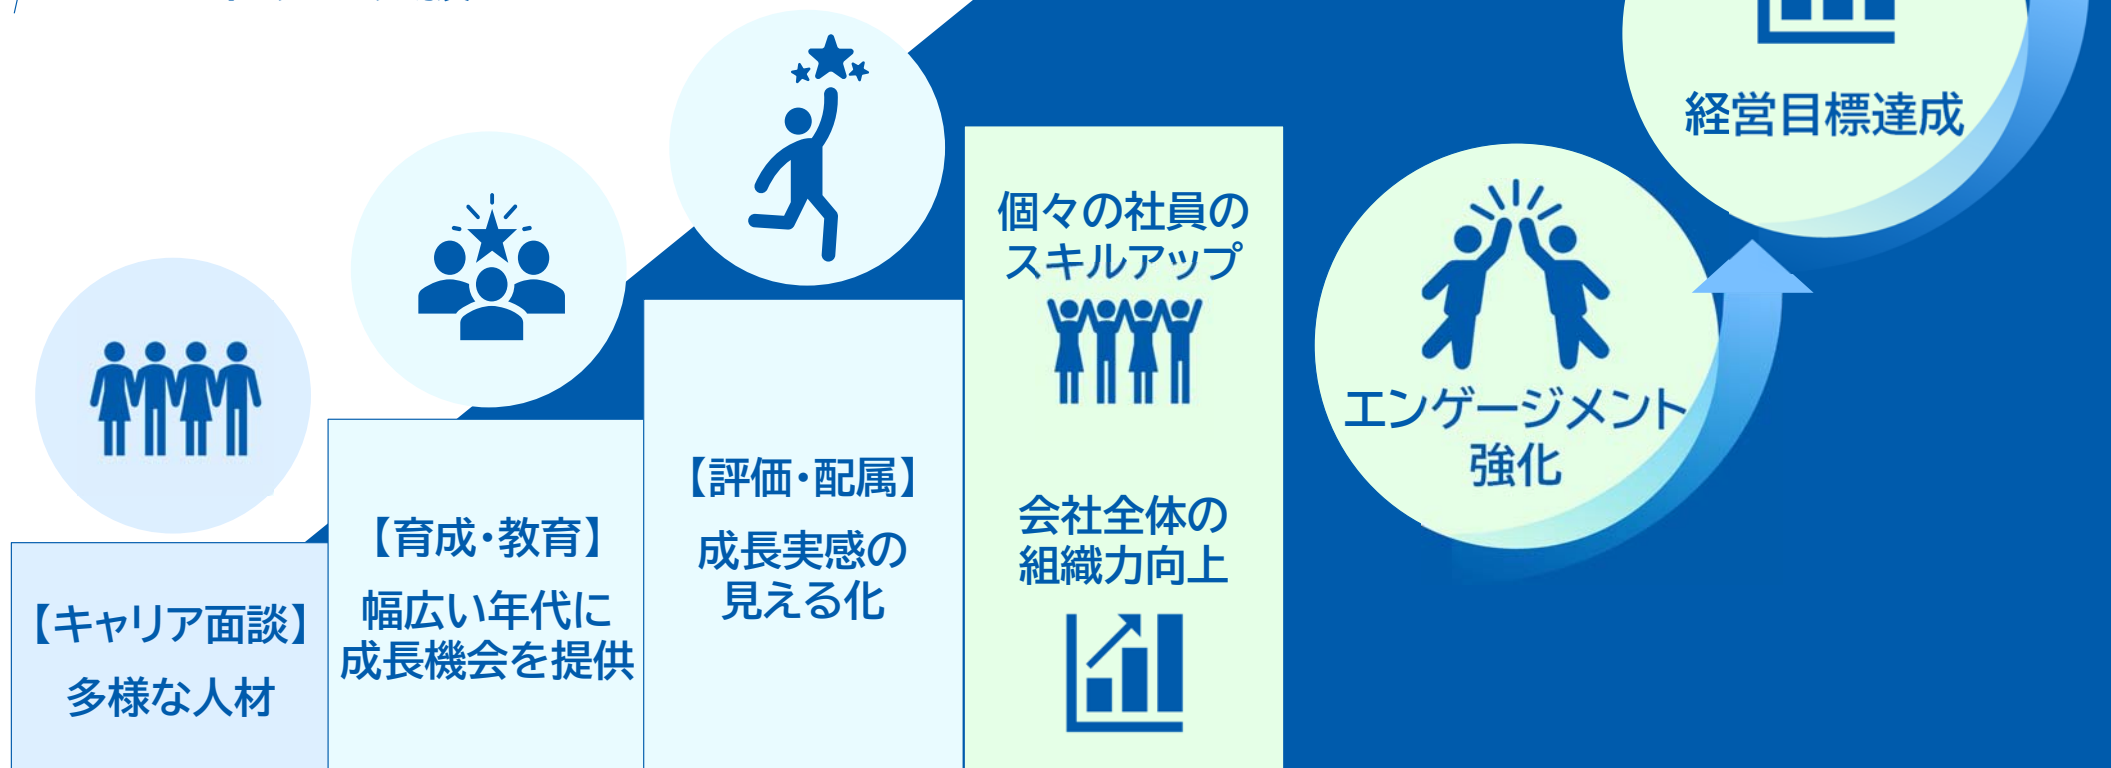 【キャリア面談】
多様な人材
【育成・教育】
幅広い年代に
成長機会を提供
【評価・配属】
成長実感の
見える化
個々の社員の
スキルアップ
会社全体の
組織力向上
エンゲージメント
強化
経営目標達成